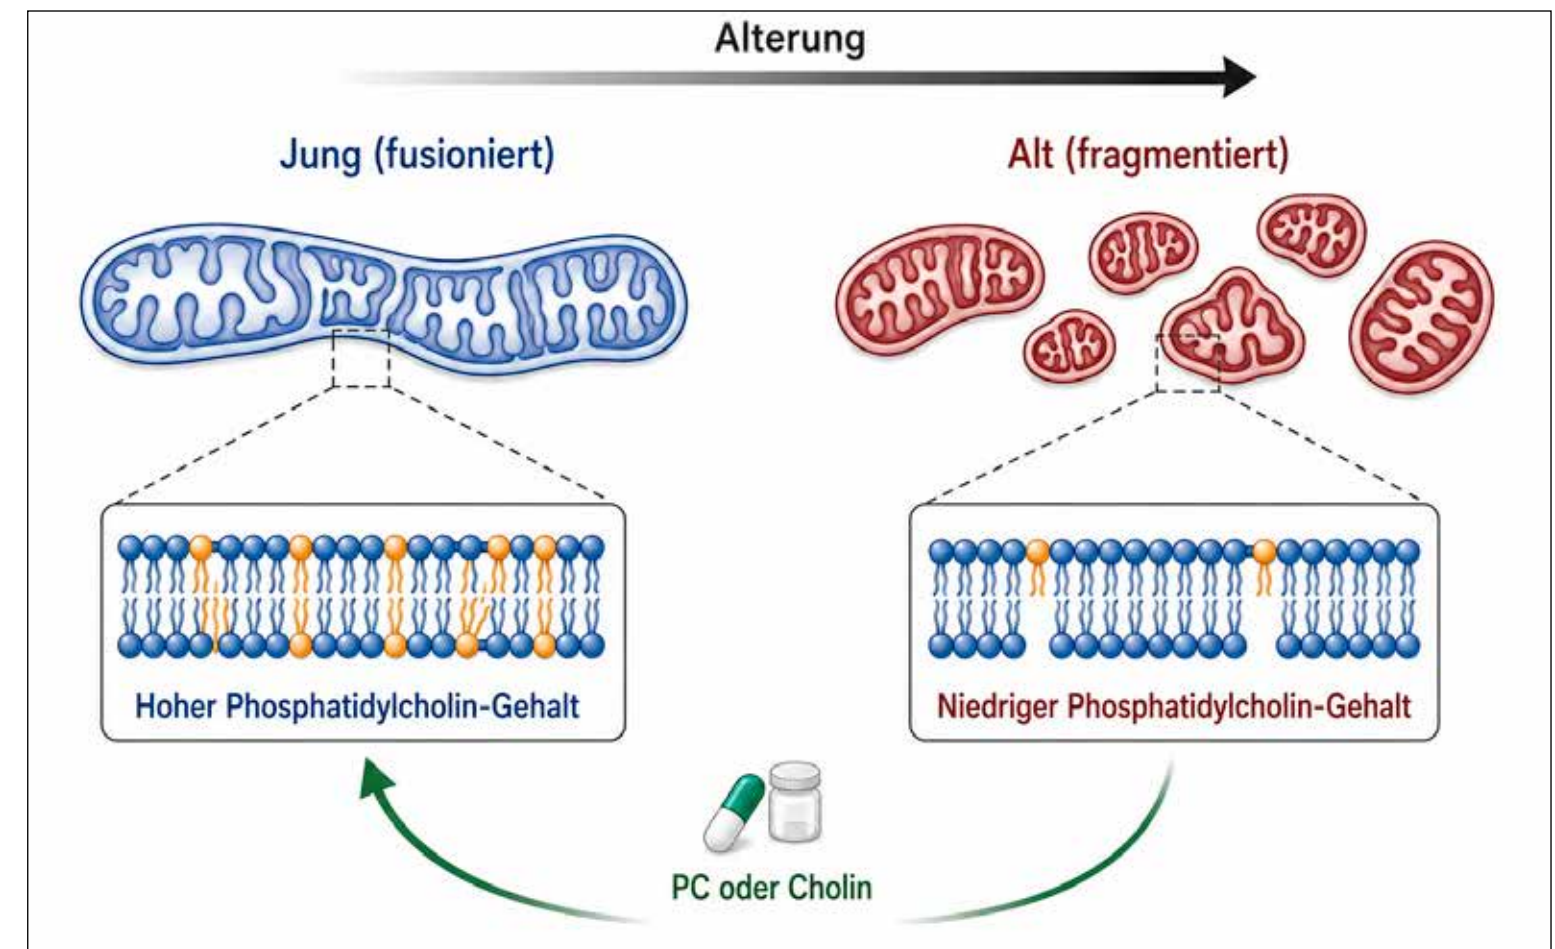 Alterung
Jung (fusioniert)
Alt (fragmentiert)
Hoher Phosphatidylcholin-Gehalt
Niedriger Phosphatidylcholin-Gehalt
PC oder Cholin